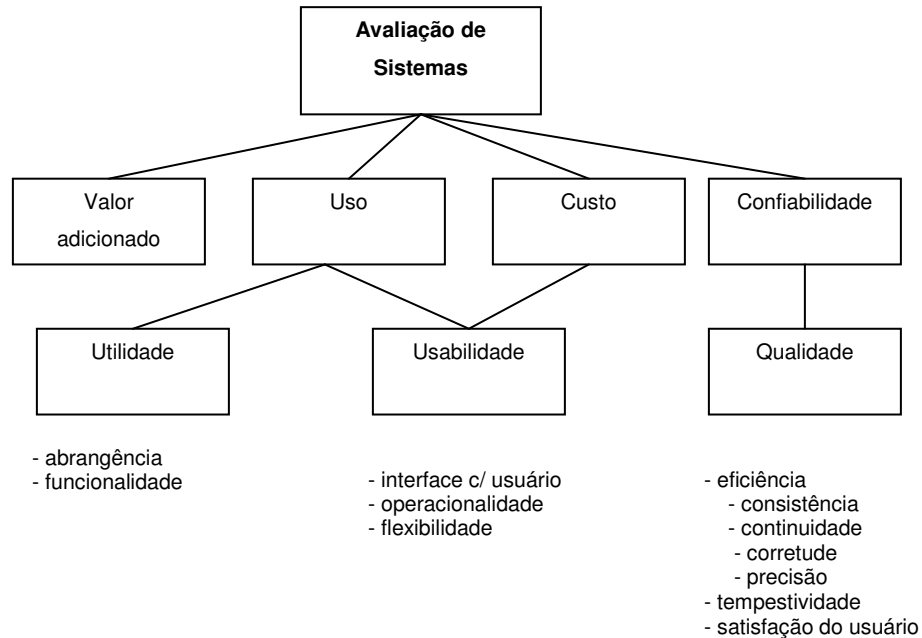 Avaliação de
Sistemas
Valor
adicionado
Uso
Custo
Confiabilidade
Utilidade
Usabilidade
Qualidade
- abrangência
- funcionalidade
- interface c/ usuário
- operacionalidade
- flexibilidade
- eficiência
- consistência
- continuidade
- corretude
- precisão
- tempestividade
- satisfação do usuário